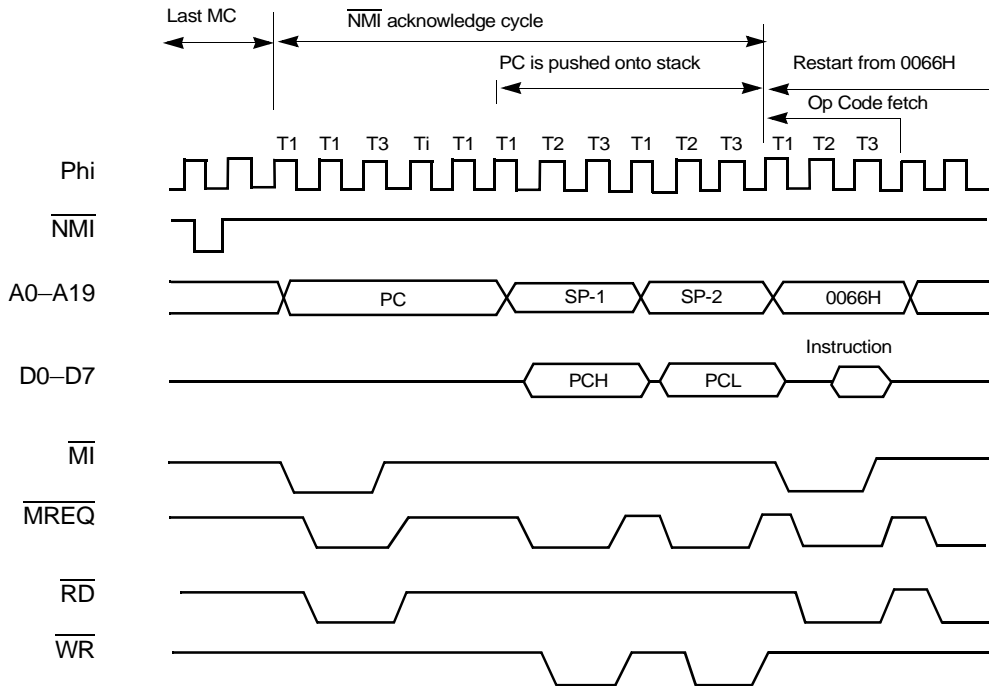 Last MC
NMI acknowledge cycle
PC is pushed onto stack
Restart from 0066H
Op Code fetch
T1 T1 T3 Ti T1 T1 T2 T3 T1 T2 T3 T1 T2 T3
Phi
NMI
A0–A19
PC SP-1 SP-2 0066H
Instruction
D0–D7
PCH PCL
MI
MREQ
RD
WR